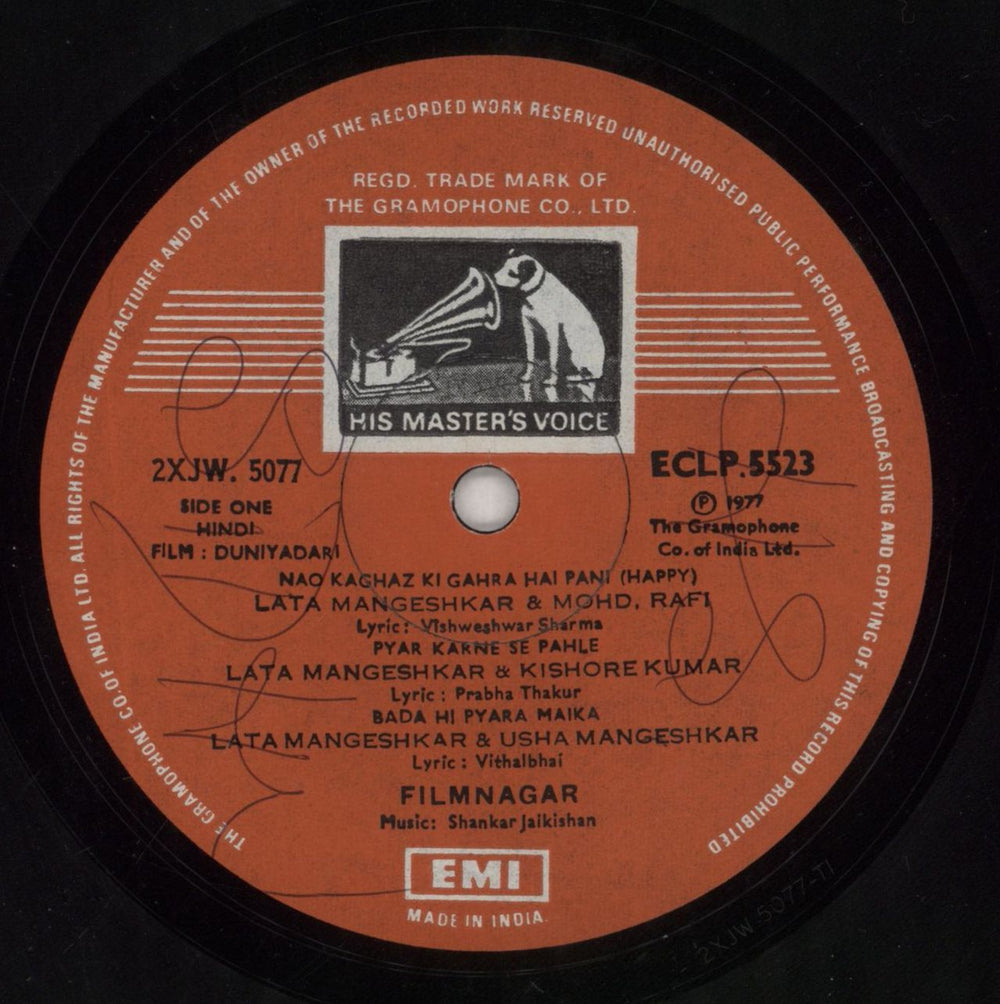 THE GRAMOPHONE CO. OF INDIA LTD. ALL RIGHTS OF THE MANUFACTURER AND OF THE OWNER OF THE RECORDED WORK RESERVED UNAUTHORISED PUBLIC PERFORMANCE BROADCASTING AND COPYING OF THIS RECORD PROHIBITED
REGD. TRADE MARK OF
THE GRAMOPHONE CO., LTD.
HIS MASTER'S VOICE
2XJW. 5077
SIDE ONE
HINDI
FILM : DUNIYADARI
ECLP.5523
Ⓟ 1977
The Gramophone
Co. of India Ltd.
NAO KAGHAZ KI GAHRA HAI PANI (HAPPY)
LATA MANGESHKAR & MOHD. RAFI
Lyric : Vishweshwar Sharma
PYAR KARNE SE PAHLE
LATA MANGESHKAR & KISHORE KUMAR
Lyric : Prabha Thakur
BADA HI PYARA MAIKA
LATA MANGESHKAR & USHA MANGESHKAR
Lyric : Vithalbhai
FILMNAGAR
Music: Shankar Jaikishan
EMI
MADE IN INDIA.
2XJW-5077-T1